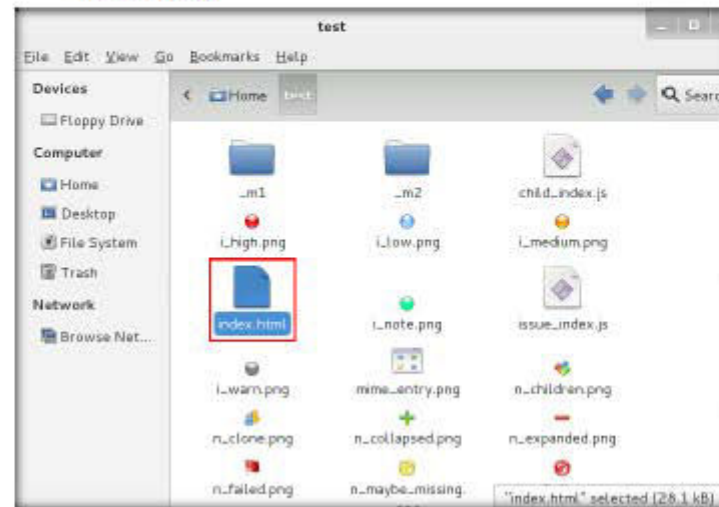 test
File Edit View Go Bookmarks Help
Devices
Floppy Drive
Computer
Home
Desktop
File System
Trash
Network
Browse Net...
Home test
Searc
_m1 _m2 child_index.js
i_high.png i_low.png i_medium.png
index.html i_note.png issue_index.js
i_warn.png mime_entry.png n_children.png
n_clone.png n_collapsed.png n_expanded.png
n_failed.png n_maybe_missing.
"index.html" selected (28.1 kB)